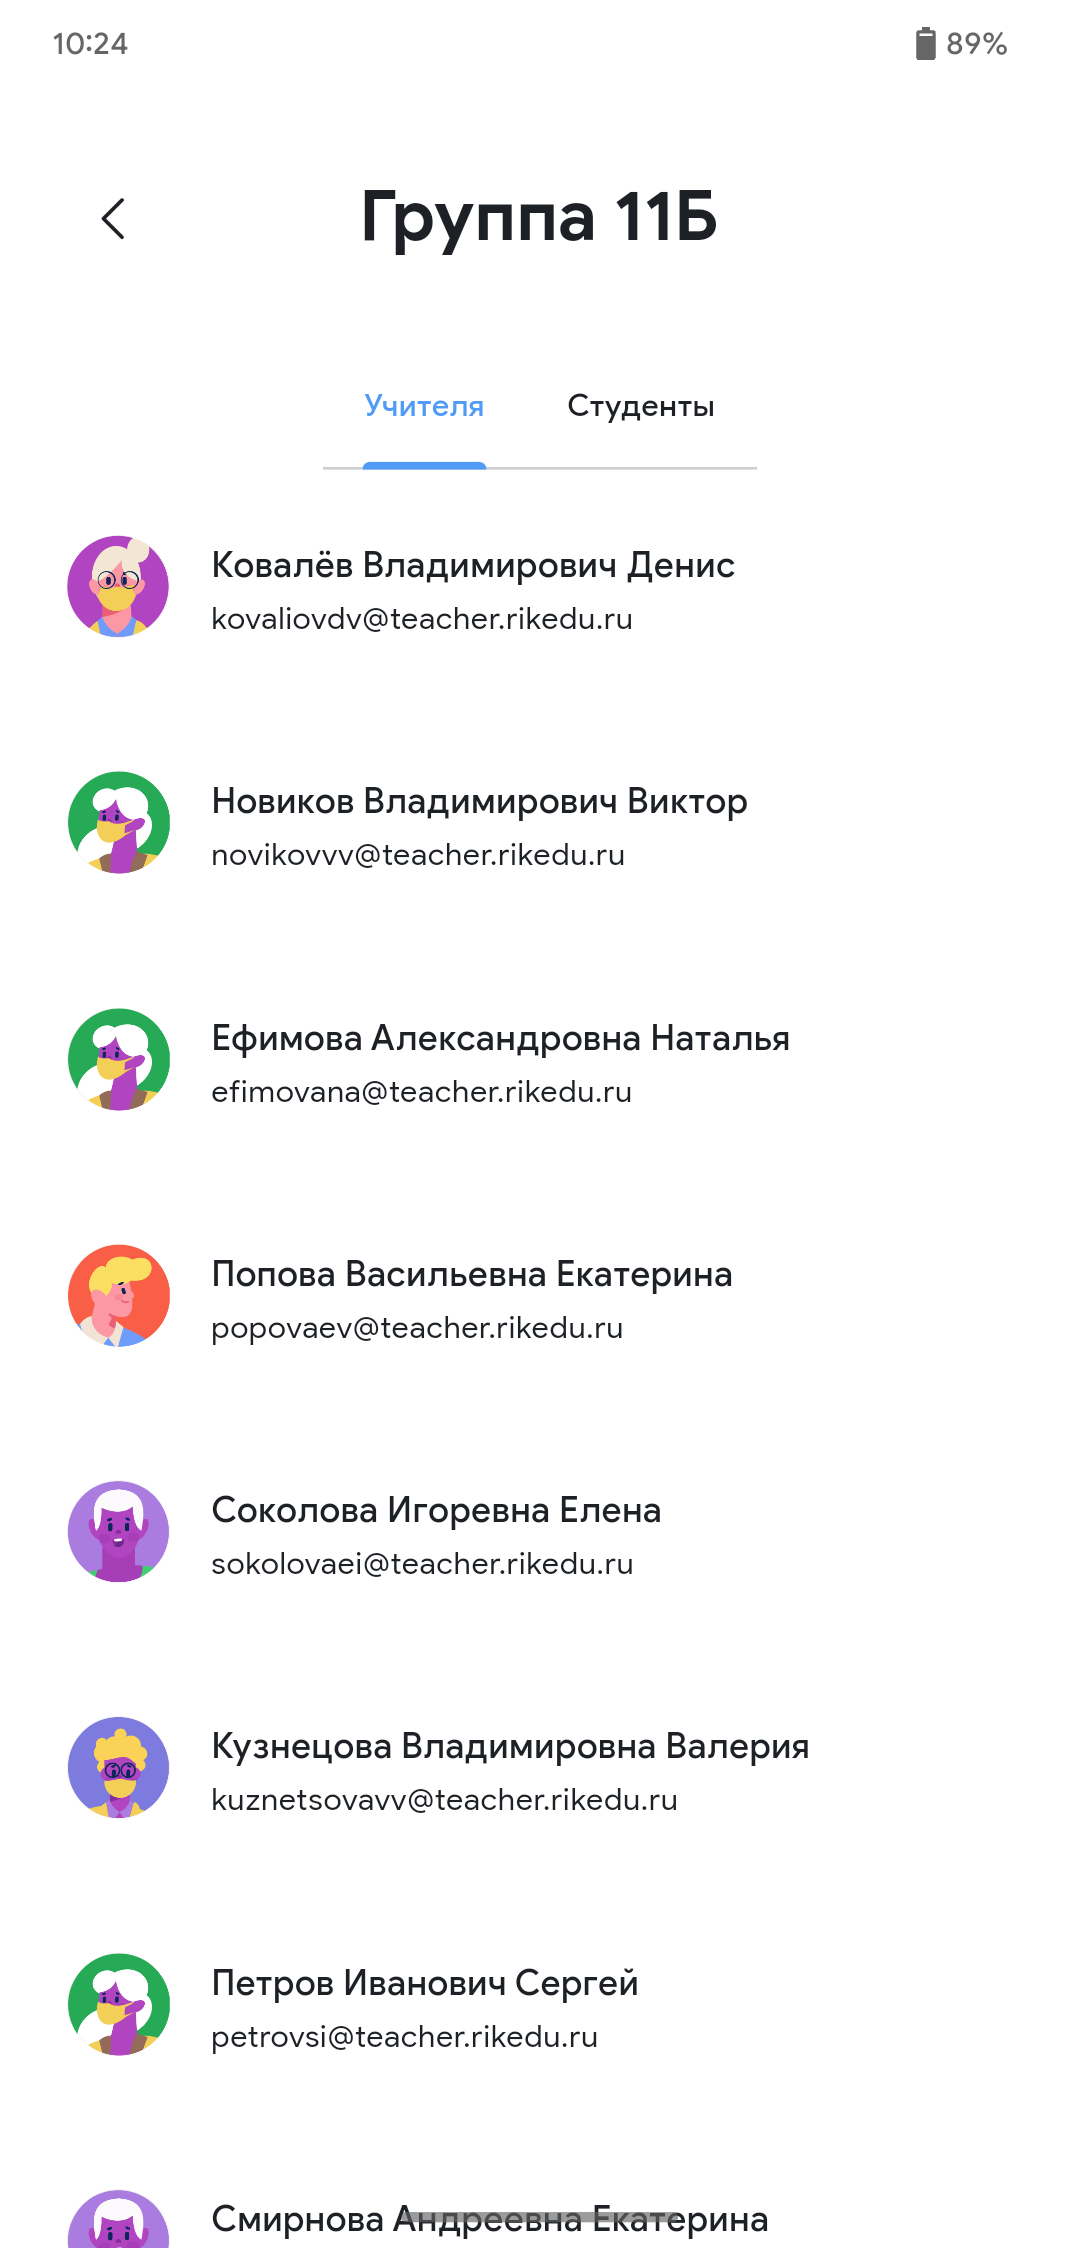 10:24
89%
Группа 11Б
Учителя
Студенты
Ковалёв Владимирович Денис
kovaliovdv@teacher.rikedu.ru
Новиков Владимирович Виктор
novikovvv@teacher.rikedu.ru
Ефимова Александровна Наталья
efimovana@teacher.rikedu.ru
Попова Васильевна Екатерина
popovaev@teacher.rikedu.ru
Соколова Игоревна Елена
sokolovaei@teacher.rikedu.ru
Кузнецова Владимировна Валерия
kuznetsovavv@teacher.rikedu.ru
Петров Иванович Сергей
petrovsi@teacher.rikedu.ru
Смирнова Андреевна Екатерина